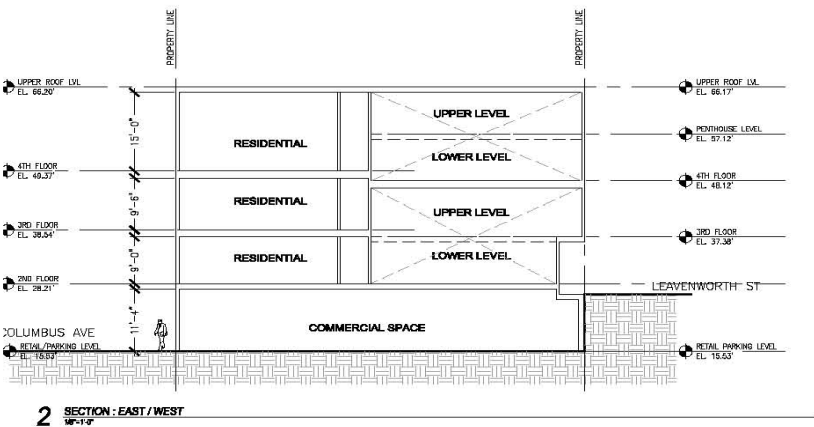 PROPERTY LINE
PROPERTY LINE
UPPER ROOF LVL
EL. 66.20'
UPPER ROOF LVL
EL. 66.17'
UPPER LEVEL
15'-0"
RESIDENTIAL
PENTHOUSE LEVEL
EL. 57.12'
LOWER LEVEL
4TH FLOOR
EL. 49.37'
4TH FLOOR
EL. 48.12'
9'-6"
RESIDENTIAL
UPPER LEVEL
3RD FLOOR
EL. 38.54'
3RD FLOOR
EL. 37.38'
9'-0"
RESIDENTIAL
LOWER LEVEL
2ND FLOOR
EL. 28.21'
LEAVENWORTH ST
11'-4"
COLUMBUS AVE
COMMERCIAL SPACE
RETAIL/PARKING LEVEL
EL. 15.53'
RETAIL PARKING LEVEL
EL. 15.53'
2 SECTION : EAST / WEST
1/8"=1'-0"